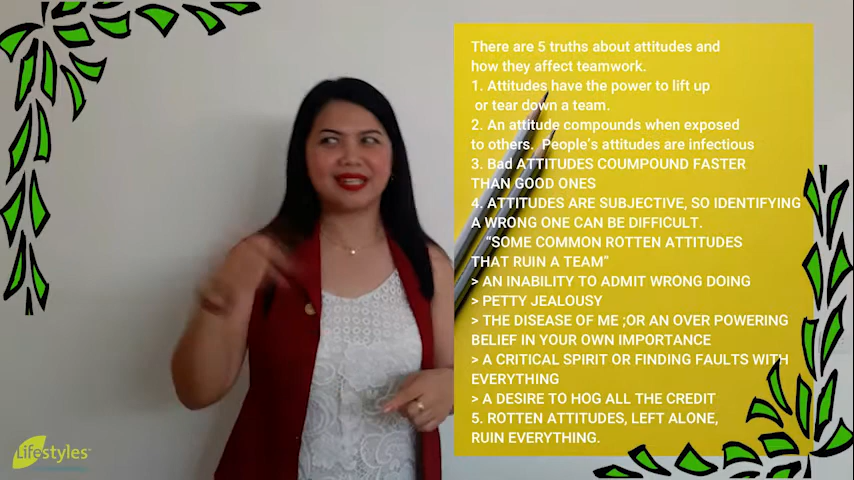 There are 5 truths about attitudes and
how they affect teamwork.
1. Attitudes have the power to lift up
or tear down a team.
2. An attitude compounds when exposed
to others. People's attitudes are infectious
3. Bad ATTITUDES COUMPOUND FASTER
THAN GOOD ONES
4. ATTITUDES ARE SUBJECTIVE, SO IDENTIFYING
A WRONG ONE CAN BE DIFFICULT.
"SOME COMMON ROTTEN ATTITUDES
THAT RUIN A TEAM"
> AN INABILITY TO ADMIT WRONG DOING
> PETTY JEALOUSY
> THE DISEASE OF ME ;OR AN OVER POWERING
BELIEF IN YOUR OWN IMPORTANCE
> A CRITICAL SPIRIT OR FINDING FAULTS WITH
EVERYTHING
> A DESIRE TO HOG ALL THE CREDIT
5. ROTTEN ATTITUDES, LEFT ALONE,
RUIN EVERYTHING.
Lifestyles